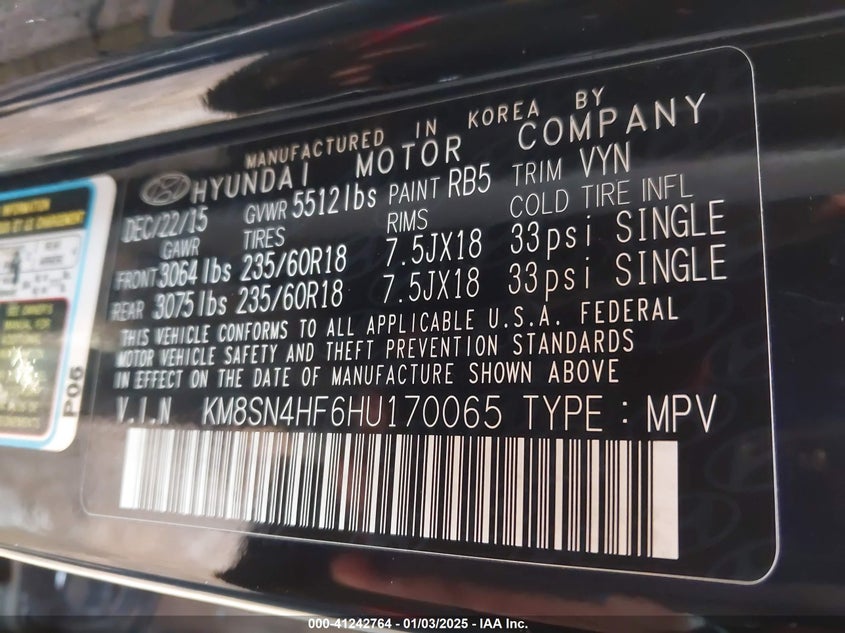 MANUFACTURED IN KOREA BY
HYUNDAI MOTOR COMPANY
DEC/22/15 GVWR 5512lbs PAINT RB5 TRIM VYN
GAWR TIRES RIMS COLD TIRE INFL
FRONT 3064lbs 235/60R18 7.5JX18 33psi SINGLE
REAR 3075lbs 235/60R18 7.5JX18 33psi SINGLE
THIS VEHICLE CONFORMS TO ALL APPLICABLE U.S.A. FEDERAL
MOTOR VEHICLE SAFETY AND THEFT PREVENTION STANDARDS
IN EFFECT ON THE DATE OF MANUFACTURE SHOWN ABOVE
V.I.N KM8SN4HF6HU170065 TYPE : MPV
P06
000-41242764 - 01/03/2025 - IAA Inc.